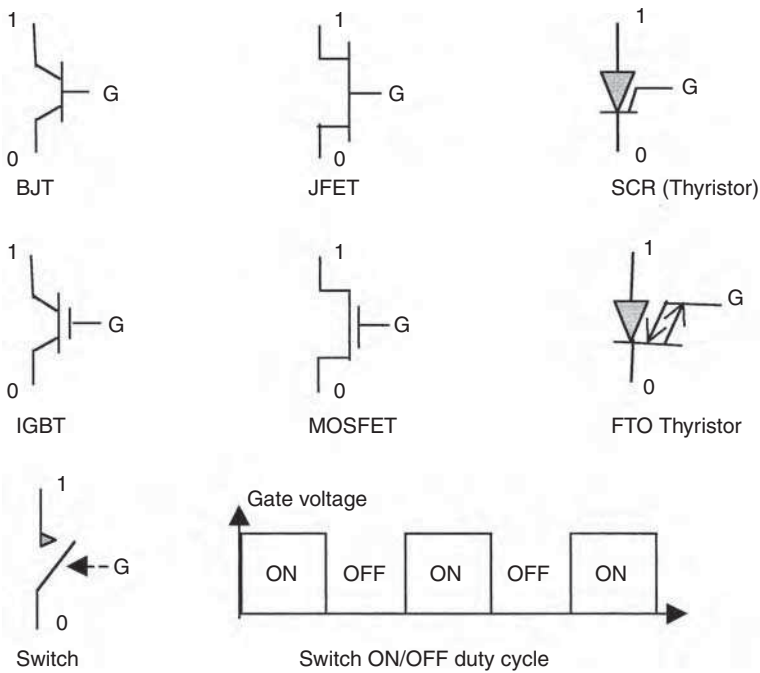 1
G
0
BJT
1
G
0
JFET
1
G
0
SCR (Thyristor)
1
G
0
IGBT
1
G
0
MOSFET
1
G
0
FTO Thyristor
1
G
0
Switch
Gate voltage
ON OFF ON OFF ON
Switch ON/OFF duty cycle